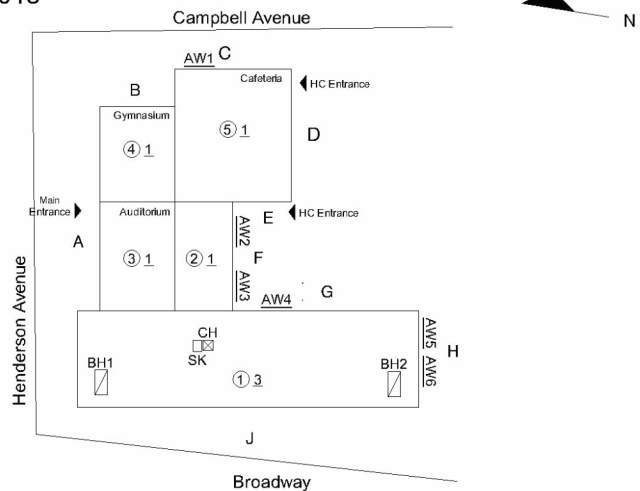 Campbell Avenue
N
AW1 C
Cafeteria
HC Entrance
B
Gymnasium
5 1
D
4 1
Main
Entrance
Auditorium
E
HC Entrance
AW2
A
3 1
2 1
F
AW3
AW4
G
Henderson Avenue
CH
SK
AW5
H
AW6
BH1
BH2
1 3
J
Broadway